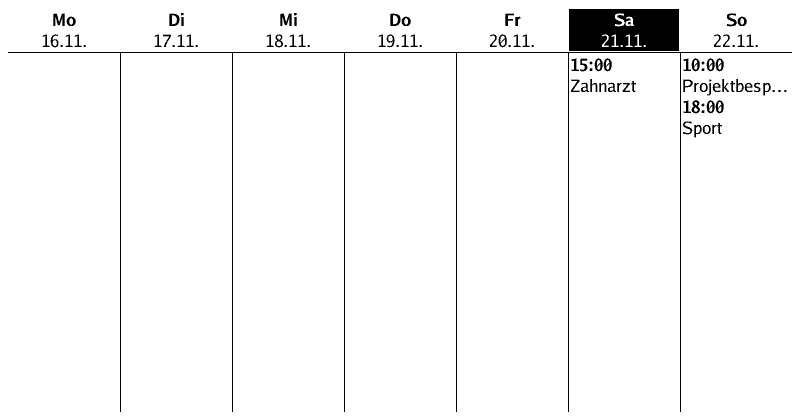 Mo Di Mi Do Fr Sa So
16.11. 17.11. 18.11. 19.11. 20.11. 21.11. 22.11.
15:00 10:00
Zahnarzt Projektbesp…
18:00
Sport